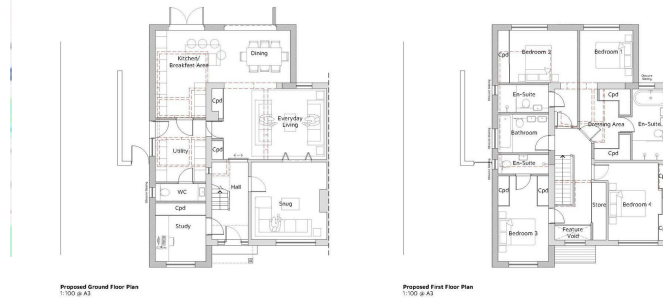 Kitchen/
Breakfast Area
Dining
Cpd
Everyday
Living
Utility
Cpd
Hall
WC
Cpd
Snug
Study
Proposed Ground Floor Plan
1:100 @ A3
Cpd
Bedroom 2
Bedroom 1
En-Suite
Cpd
Dressing Area
En-Suite
Bathroom
Cpd
En-Suite
Cpd
Cpd
Store
Bedroom 4
Bedroom 3
Feature
Void
Proposed First Floor Plan
1:100 @ A3